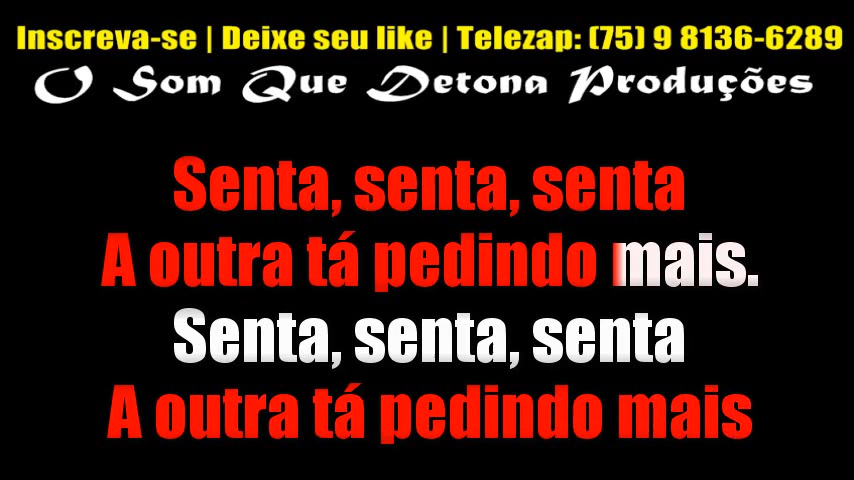 Inscreva-se | Deixe seu like | Telezap: (75) 9 8136-6289
O Som Que Detona Produções
Senta, senta, senta
A outra tá pedindo mais.
Senta, senta, senta
A outra tá pedindo mais